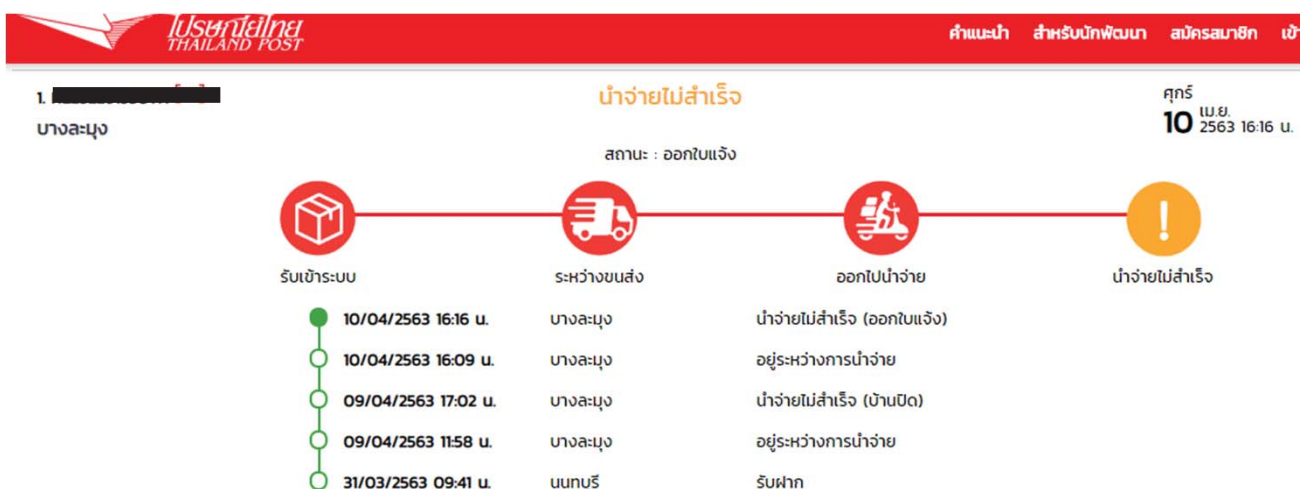 ไปรษณีย์ไทย
THAILAND POST
คำแนะนำ สำหรับนักพัฒนา สมัครสมาชิก เข้า
1.
บางละมุง
นำจ่ายไม่สำเร็จ
สถานะ : ออกใบแจ้ง
ศุกร์
10 เม.ย. 2563 16:16 น.
รับเข้าระบบ ระหว่างขนส่ง ออกไปนำจ่าย นำจ่ายไม่สำเร็จ
10/04/2563 16:16 น. บางละมุง นำจ่ายไม่สำเร็จ (ออกใบแจ้ง)
10/04/2563 16:09 น. บางละมุง อยู่ระหว่างการนำจ่าย
09/04/2563 17:02 น. บางละมุง นำจ่ายไม่สำเร็จ (บ้านปิด)
09/04/2563 11:58 น. บางละมุง อยู่ระหว่างการนำจ่าย
31/03/2563 09:41 น. นนทบุรี รับฝาก